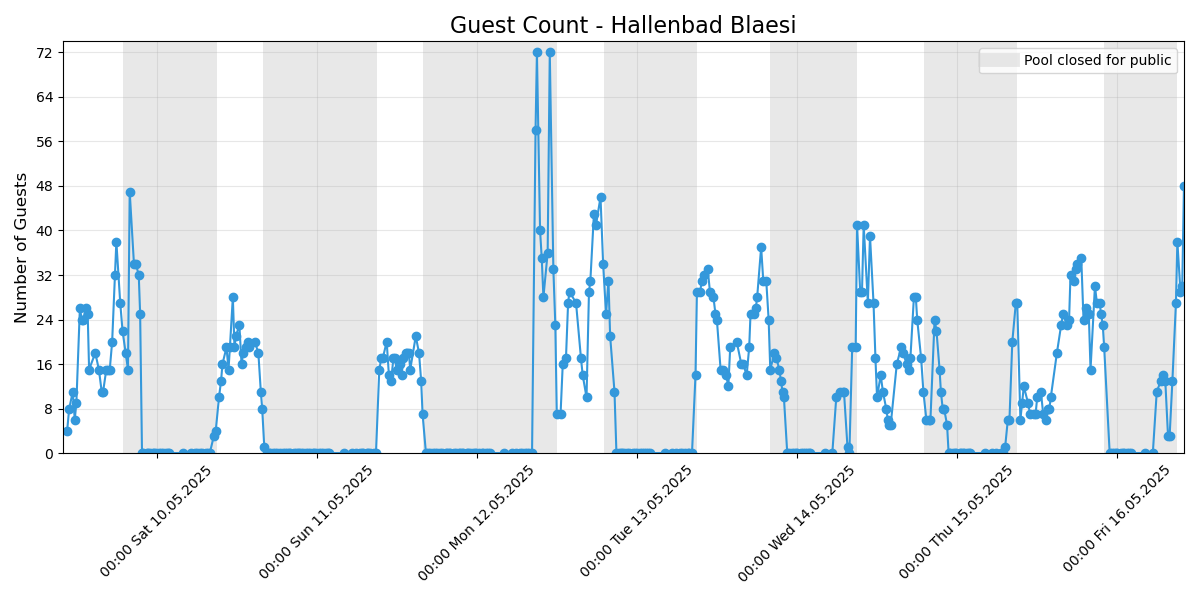 Guest Count - Hallenbad Blaesi
Pool closed for public
Number of Guests
72
64
56
48
40
32
24
16
8
0
00:00 Sat 10.05.2025
00:00 Sun 11.05.2025
00:00 Mon 12.05.2025
00:00 Tue 13.05.2025
00:00 Wed 14.05.2025
00:00 Thu 15.05.2025
00:00 Fri 16.05.2025